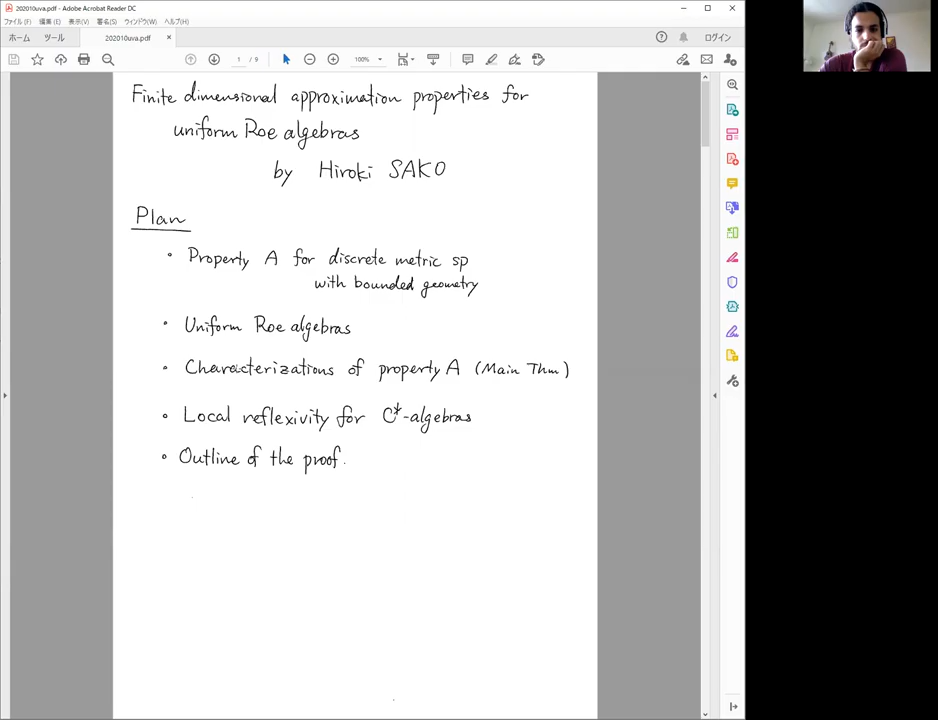 202010uva.pdf - Adobe Acrobat Reader DC
ファイル(F) 編集(E) 表示(V) 署名(S) ウィンドウ(W) ヘルプ(H)
ホーム ツール 202010uva.pdf × ログイン
1 / 9 100%
Finite dimensional approximation properties for
uniform Roe algebras
by Hiroki SAKO
Plan
• Property A for discrete metric sp
with bounded geometry
• Uniform Roe algebras
• Characterizations of property A (Main Thm)
• Local reflexivity for C*-algebras
• Outline of the proof.